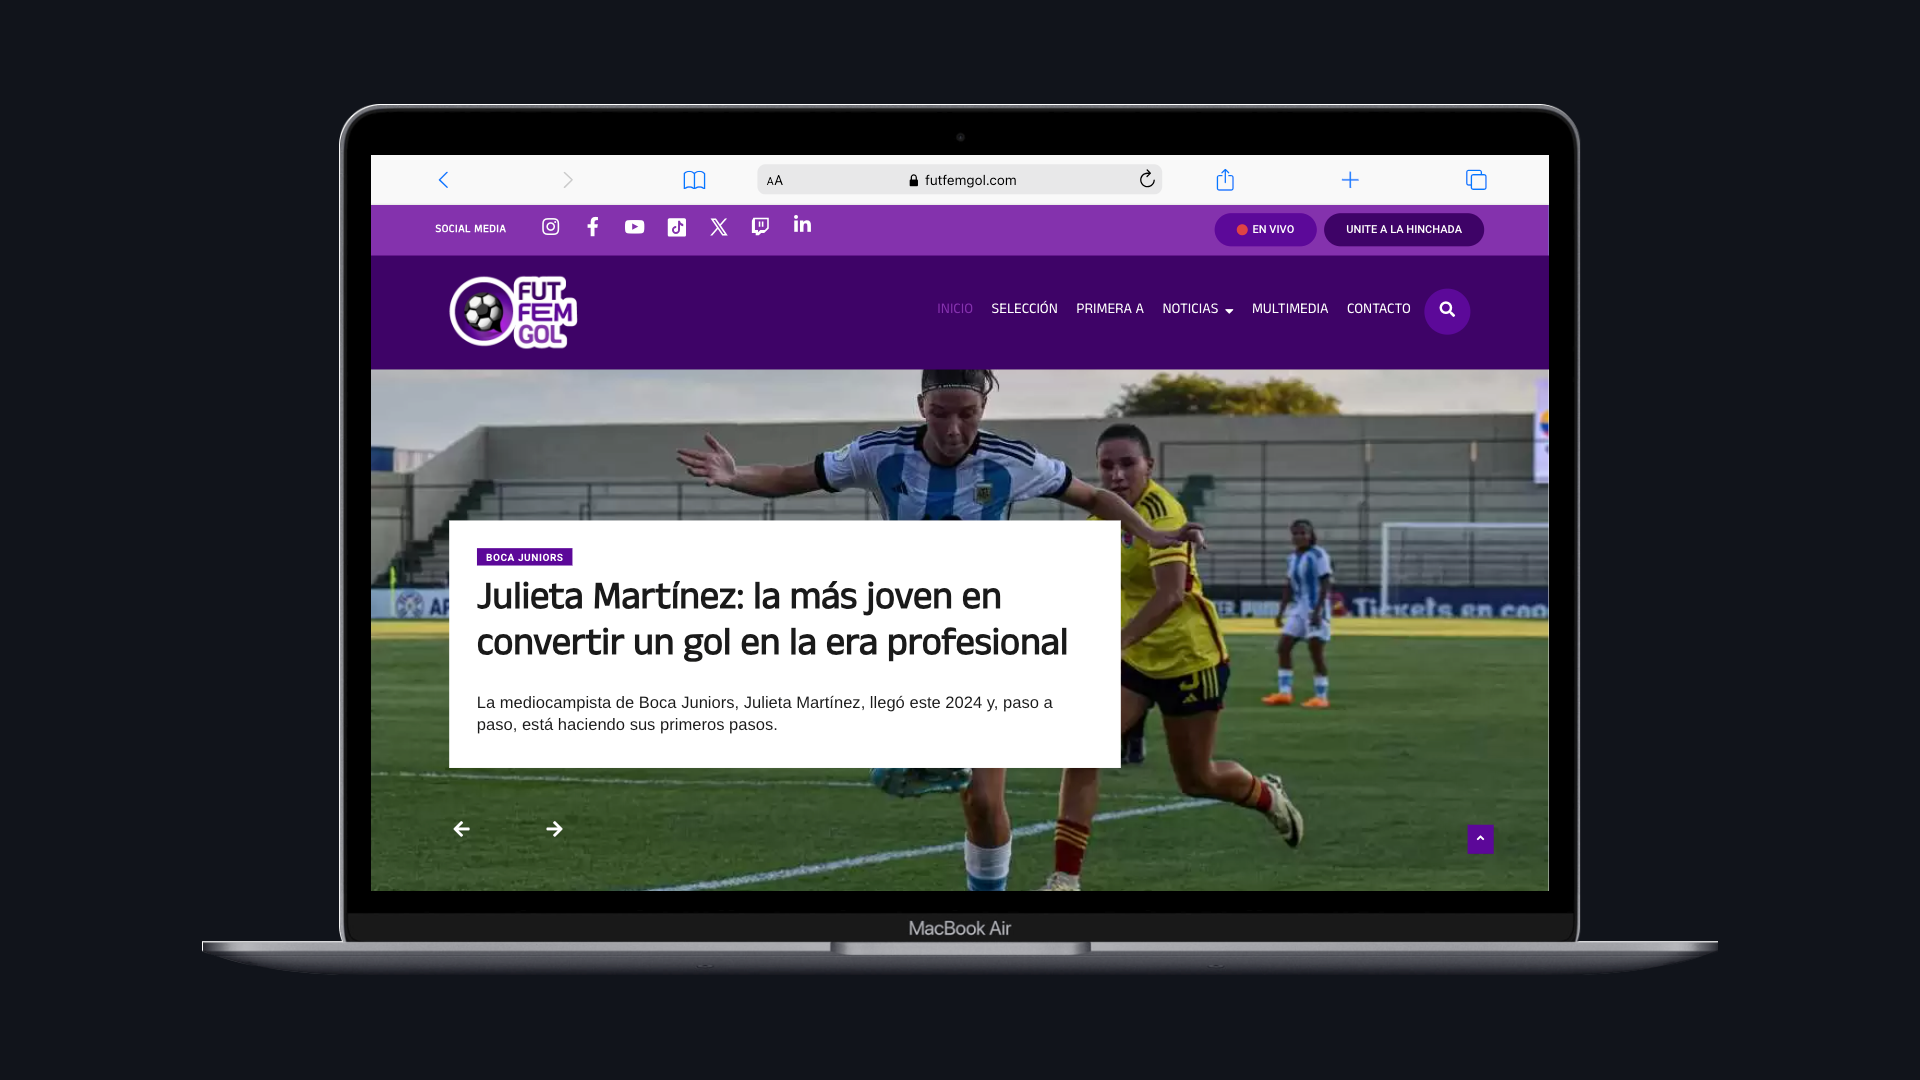 AA futfemgol.com
SOCIAL MEDIA
EN VIVO
UNITE A LA HINCHADA
FUT
FEM
GOL
INICIO SELECCIÓN PRIMERA A NOTICIAS MULTIMEDIA CONTACTO
BOCA JUNIORS
Julieta Martínez: la más joven en
convertir un gol en la era profesional
La mediocampista de Boca Juniors, Julieta Martínez, llegó este 2024 y, paso a
paso, está haciendo sus primeros pasos.
Tickets en
MacBook Air